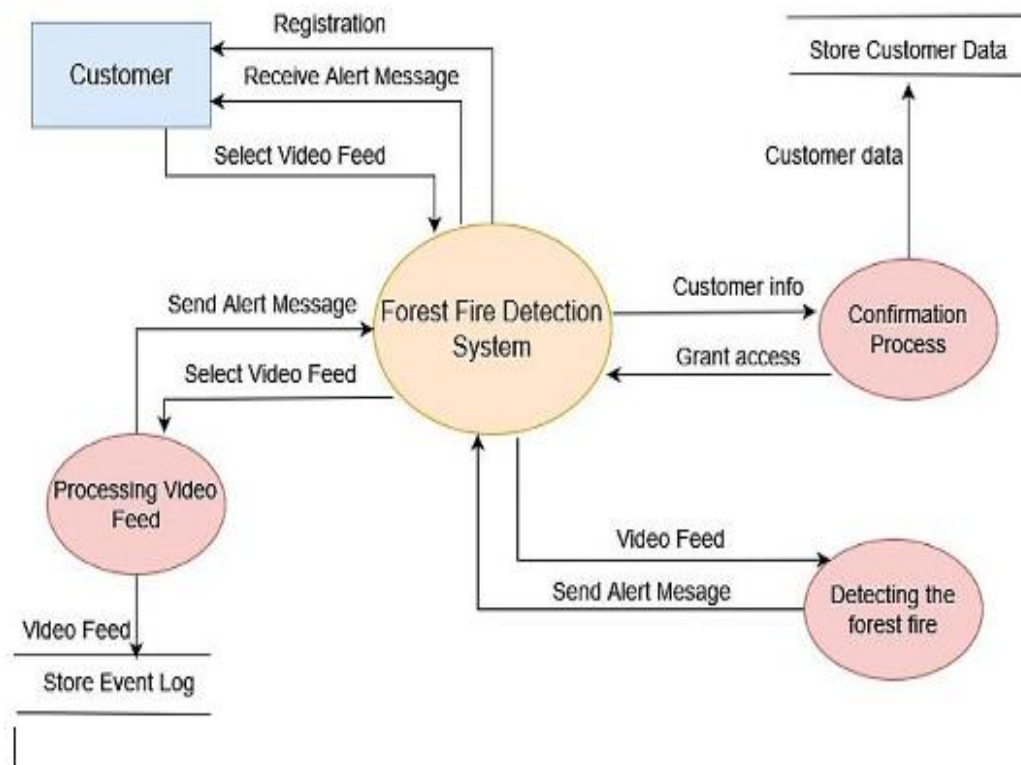 Registration
Store Customer Data
Customer
Receive Alert Message
Select Video Feed
Customer data
Send Alert Message
Forest Fire Detection
System
Customer info
Confirmation
Process
Select Video Feed
Grant access
Processing Video
Feed
Video Feed
Send Alert Mesage
Detecting the
forest fire
Video Feed
Store Event Log